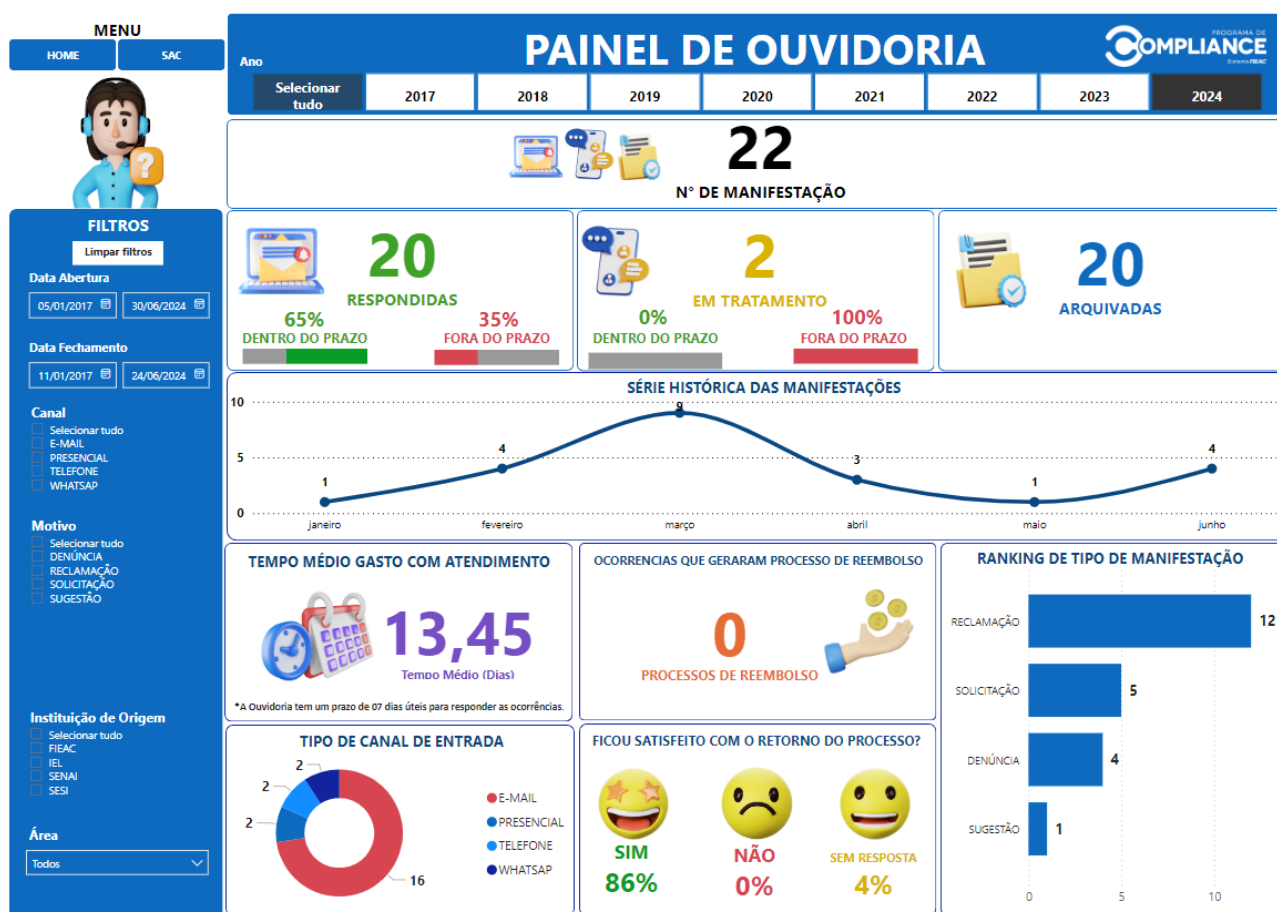 MENU
HOME
SAC
PAINEL DE OUVIDORIA
PROGRAMA DE
COMPLIANCE
Sistema FIEAC
Ano
Selecionar tudo
2017
2018
2019
2020
2021
2022
2023
2024
?
22
N° DE MANIFESTAÇÃO
FILTROS
Limpar filtros
Data Abertura
05/01/2017
30/06/2024
Data Fechamento
11/01/2017
24/06/2024
Canal
Selecionar tudo
E-MAIL
PRESENCIAL
TELEFONE
WHATSAP
Motivo
Selecionar tudo
DENÚNCIA
RECLAMAÇÃO
SOLICITAÇÃO
SUGESTÃO
Instituição de Origem
Selecionar tudo
FIEAC
IEL
SENAI
SESI
Área
Todos
20
RESPONDIDAS
65%
DENTRO DO PRAZO
35%
FORA DO PRAZO
2
EM TRATAMENTO
0%
DENTRO DO PRAZO
100%
FORA DO PRAZO
20
ARQUIVADAS
SÉRIE HISTÓRICA DAS MANIFESTAÇÕES
10
5
0
1
4
9
3
1
4
janeiro
fevereiro
março
abril
maio
junho
TEMPO MÉDIO GASTO COM ATENDIMENTO
13,45
Tempo Médio (Dias)
*A Ouvidoria tem um prazo de 07 dias úteis para responder as ocorrências.
OCORRENCIAS QUE GERARAM PROCESSO DE REEMBOLSO
0
PROCESSOS DE REEMBOLSO
RANKING DE TIPO DE MANIFESTAÇÃO
RECLAMAÇÃO
12
SOLICITAÇÃO
5
DENÚNCIA
4
SUGESTÃO
1
0
5
10
TIPO DE CANAL DE ENTRADA
2
2
2
16
E-MAIL
PRESENCIAL
TELEFONE
WHATSAP
FICOU SATISFEITO COM O RETORNO DO PROCESSO?
SIM
86%
NÃO
0%
SEM RESPOSTA
4%